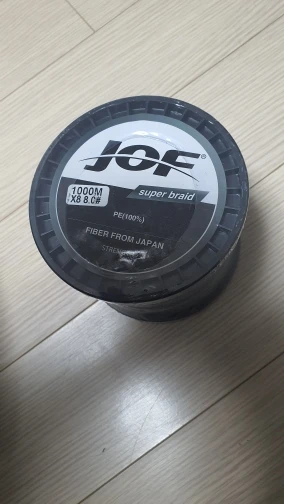 JOF®
1000M
X8 8.0#
super braid
PE(100%)
FIBER FROM JAPAN